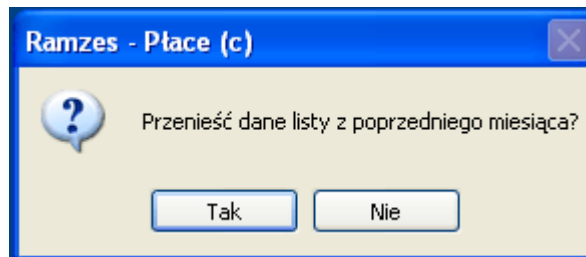 Ramzes - Płace (c)
Przenieść dane listy z poprzedniego miesiąca?
Tak
Nie